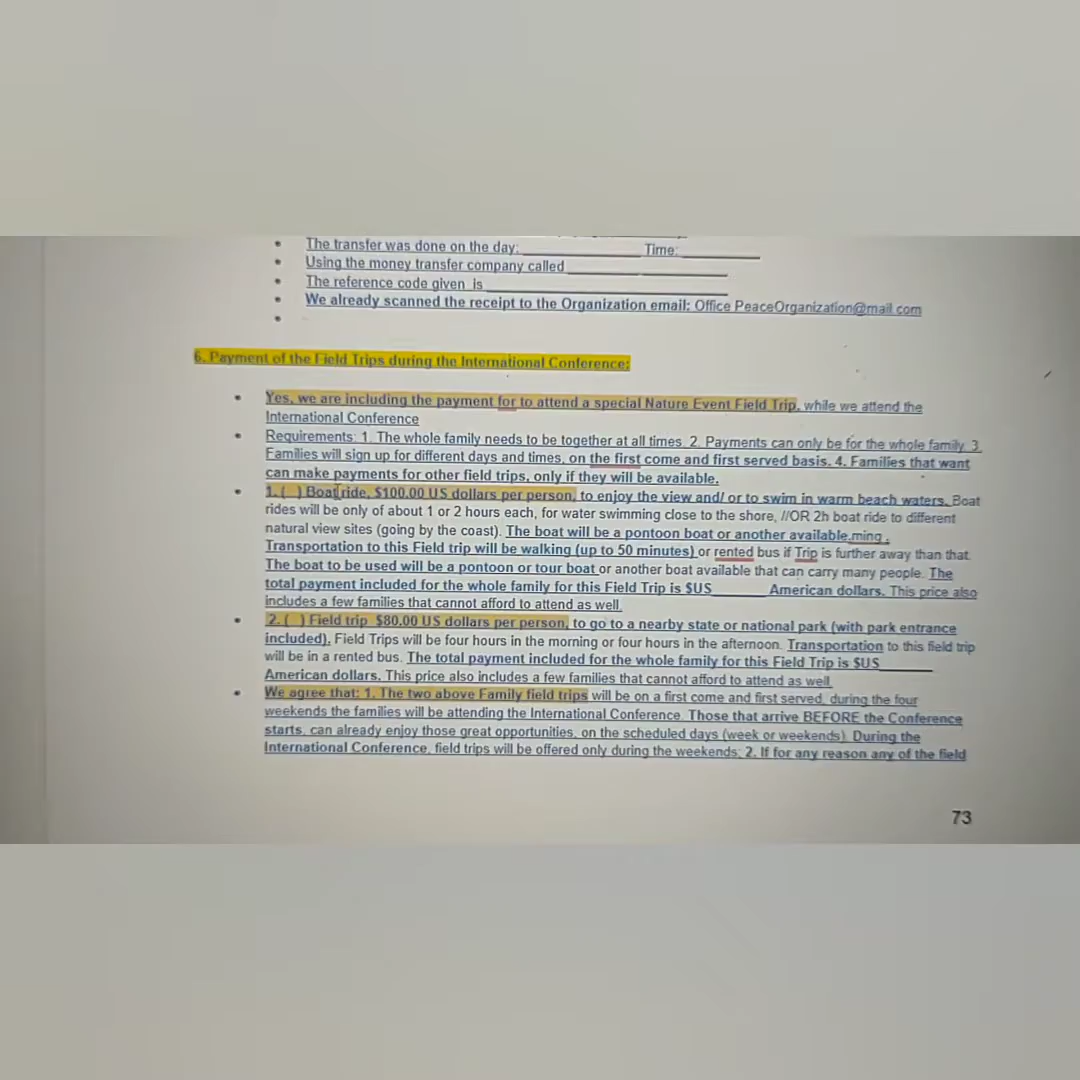 The transfer was done on the day:____________ Time:________
Using the money transfer company called ________________
The reference code given is ________________________
We already scanned the receipt to the Organization email: Office PeaceOrganization@mail.com
6. Payment of the Field Trips during the International Conference:
Yes, we are including the payment for to attend a special Nature Event Field Trip, while we attend the
International Conference
Requirements: 1. The whole family needs to be together at all times. 2. Payments can only be for the whole family. 3.
Families will sign up for different days and times, on the first come and first served basis. 4. Families that want
can make payments for other field trips, only if they will be available.
1. ( ) Boat ride, $100.00 US dollars per person, to enjoy the view and/ or to swim in warm beach waters. Boat
rides will be only of about 1 or 2 hours each, for water swimming close to the shore, //OR 2h boat ride to different
natural view sites (going by the coast). The boat will be a pontoon boat or another available.ming .
Transportation to this Field trip will be walking (up to 50 minutes) or rented bus if Trip is further away than that.
The boat to be used will be a pontoon or tour boat or another boat available that can carry many people. The
total payment included for the whole family for this Field Trip is $US_______ American dollars. This price also
includes a few families that cannot afford to attend as well.
2. ( ) Field trip $80.00 US dollars per person, to go to a nearby state or national park (with park entrance
included). Field Trips will be four hours in the morning or four hours in the afternoon. Transportation to this field trip
will be in a rented bus. The total payment included for the whole family for this Field Trip is $US_______
American dollars. This price also includes a few families that cannot afford to attend as well.
We agree that: 1. The two above Family field trips will be on a first come and first served, during the four
weekends the families will be attending the International Conference. Those that arrive BEFORE the Conference
starts, can already enjoy those great opportunities, on the scheduled days (week or weekends). During the
International Conference, field trips will be offered only during the weekends; 2. If for any reason any of the field
73